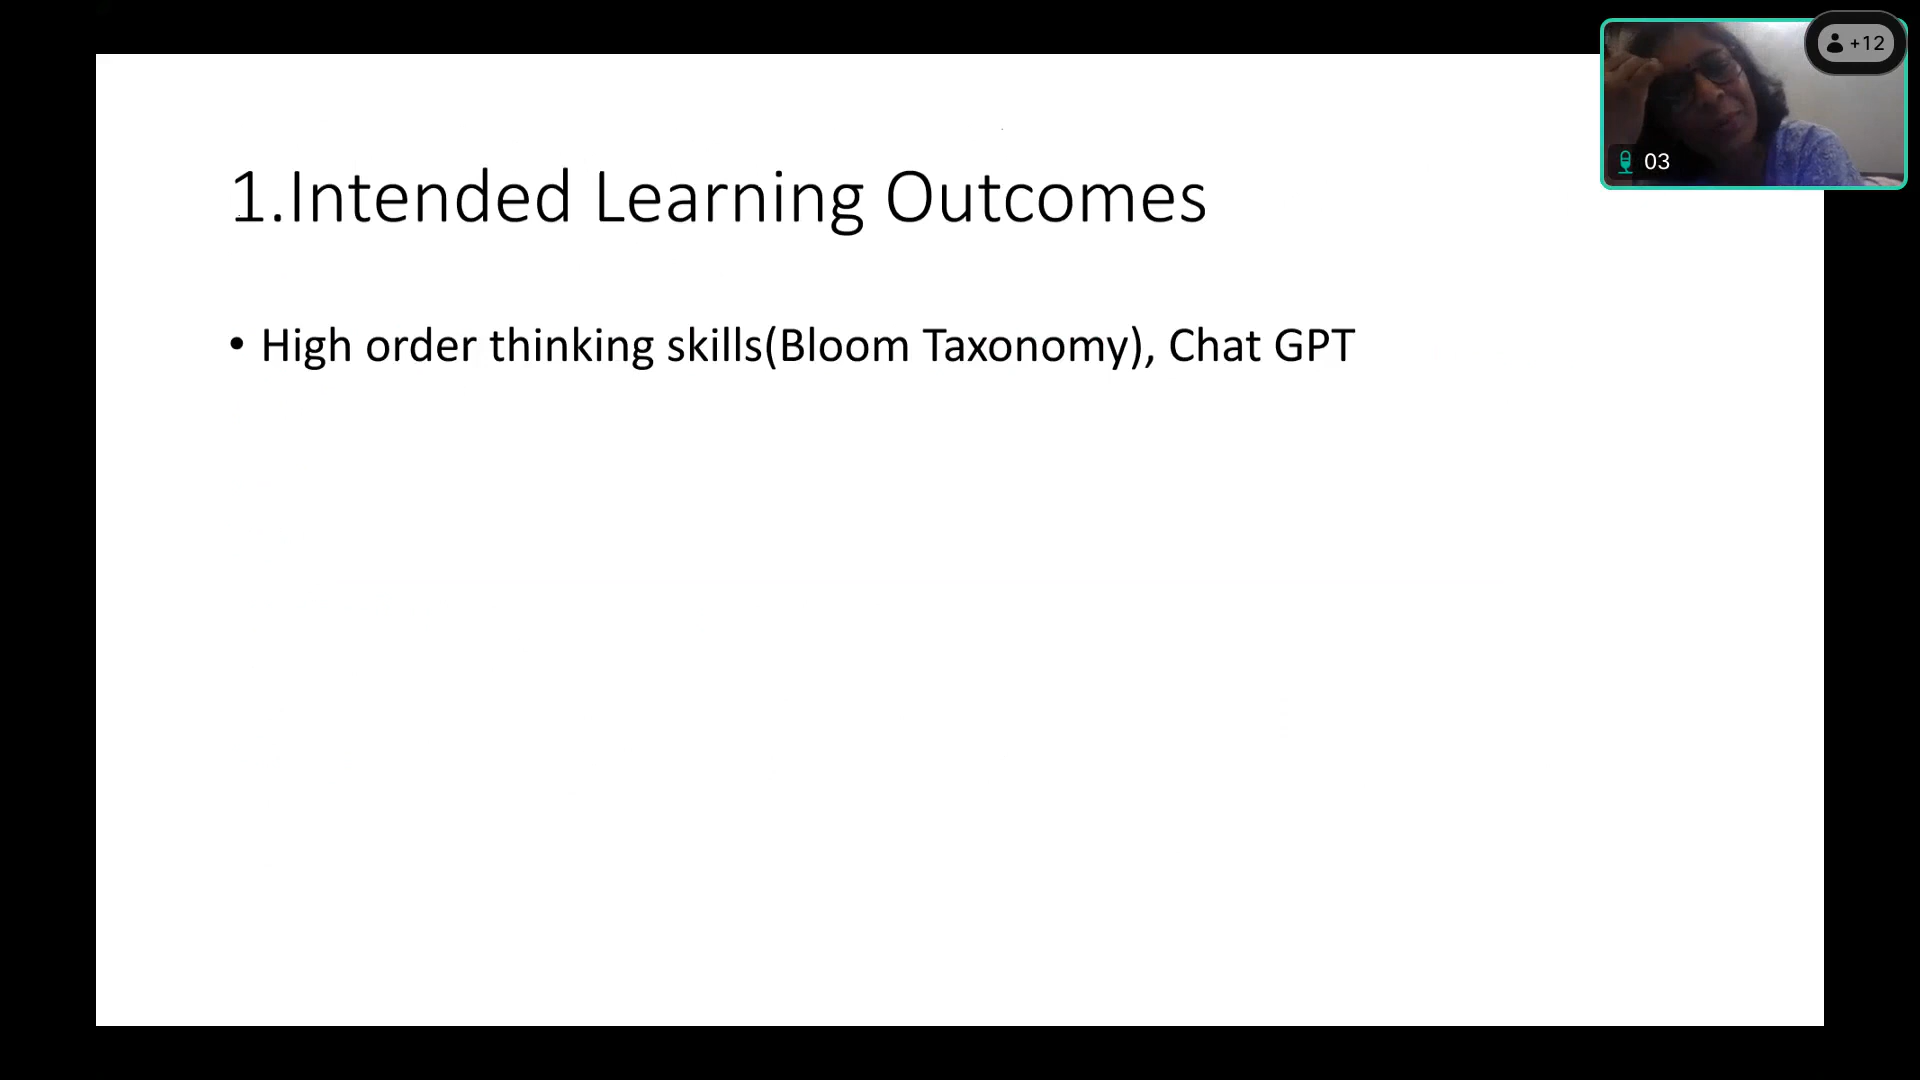 +12
03
1.Intended Learning Outcomes
• High order thinking skills(Bloom Taxonomy), Chat GPT